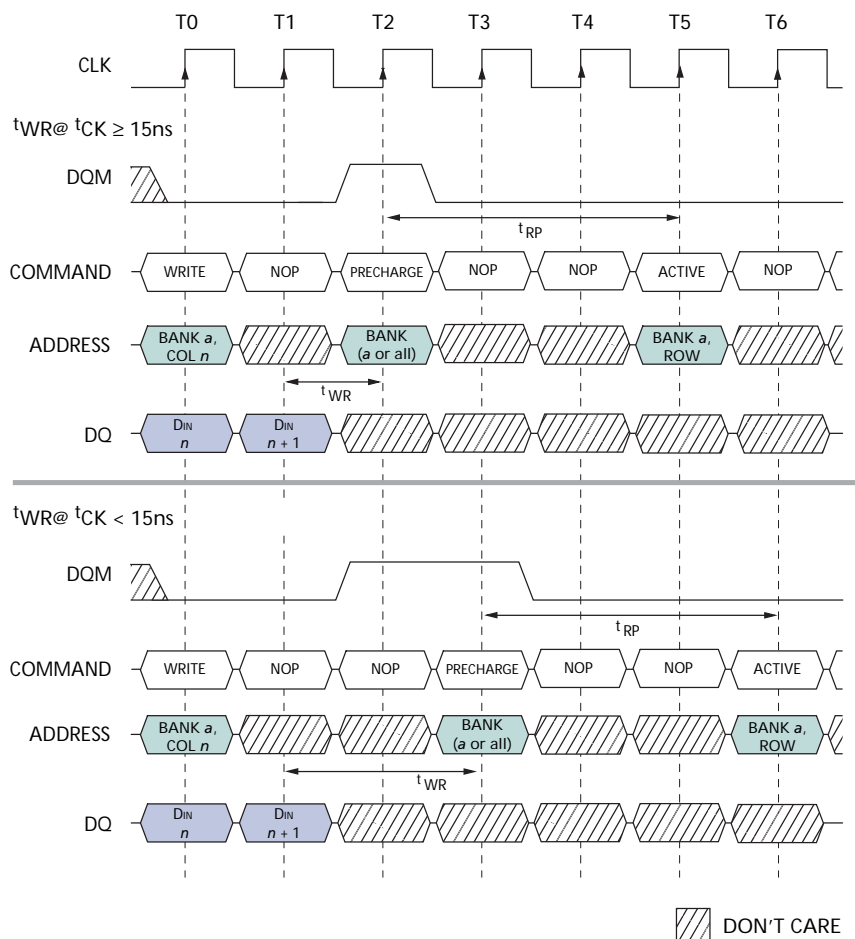 T0 T1 T2 T3 T4 T5 T6
CLK
tWR@ tCK ≥ 15ns
DQM
tRP
COMMAND WRITE NOP PRECHARGE NOP NOP ACTIVE NOP
ADDRESS BANK a, COL n BANK (a or all) BANK a, ROW
tWR
DQ DIN n DIN n + 1
tWR@ tCK < 15ns
DQM
tRP
COMMAND WRITE NOP NOP PRECHARGE NOP NOP ACTIVE
ADDRESS BANK a, COL n BANK (a or all) BANK a, ROW
tWR
DQ DIN n DIN n + 1
DON'T CARE